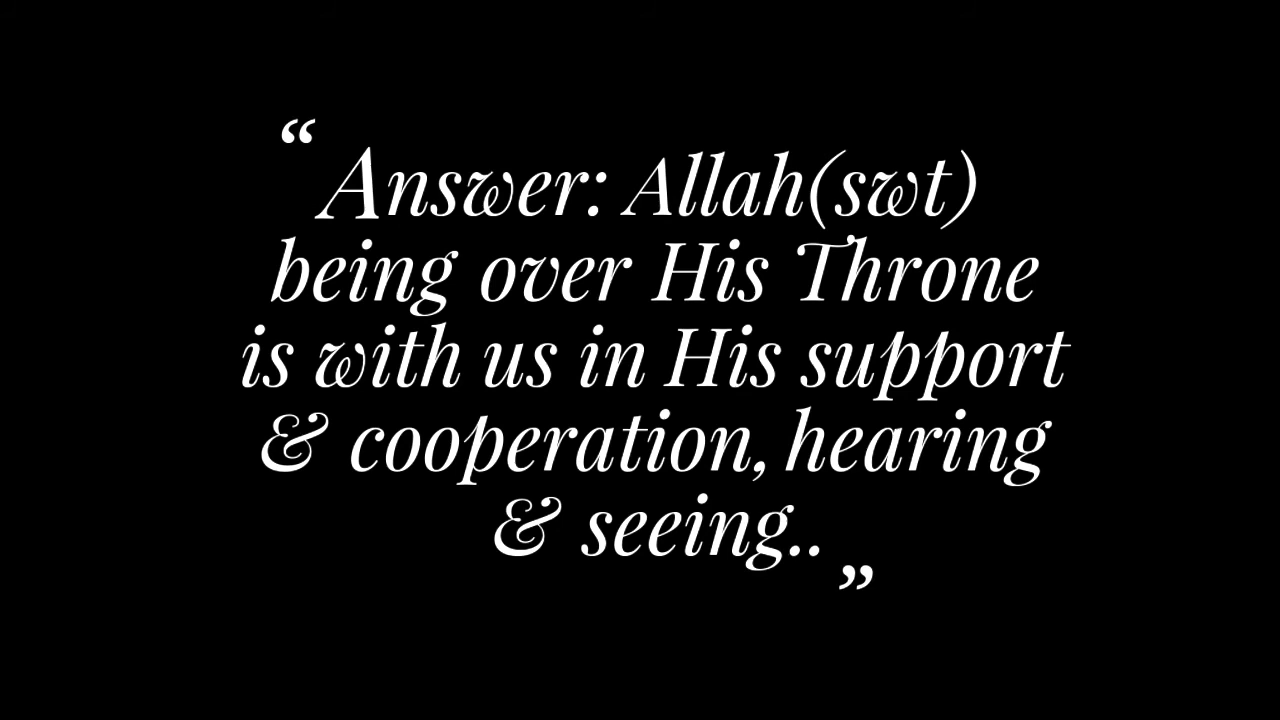 “Answer: Allah(swt)
being over His Throne
is with us in His support
& cooperation, hearing
& seeing..”